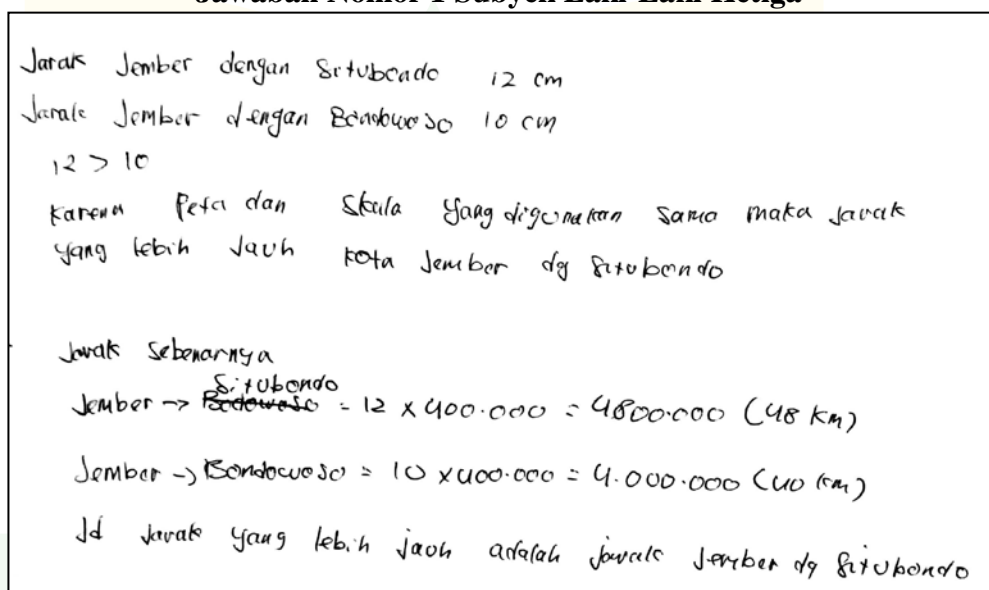 Jawaban Nomor 1 Subyek Laki-Laki Ketiga
Jarak Jember dengan Situbondo 12 cm
Jarak Jember dengan Bondowoso 10 cm
12 > 10
Karena Peta dan Skala yang digunakan sama maka jarak
yang lebih Jauh kota Jember dg Situbondo
Jarak Sebenarnya
Situbondo
Jember → Bodowoso = 12 x 400.000 = 4800.000 (48 km)
Jember → Bondowoso = 10 x 400.000 = 4.000.000 (40 km)
Jd Jarak yang lebih jauh adalah jarak Jember dg Situbondo